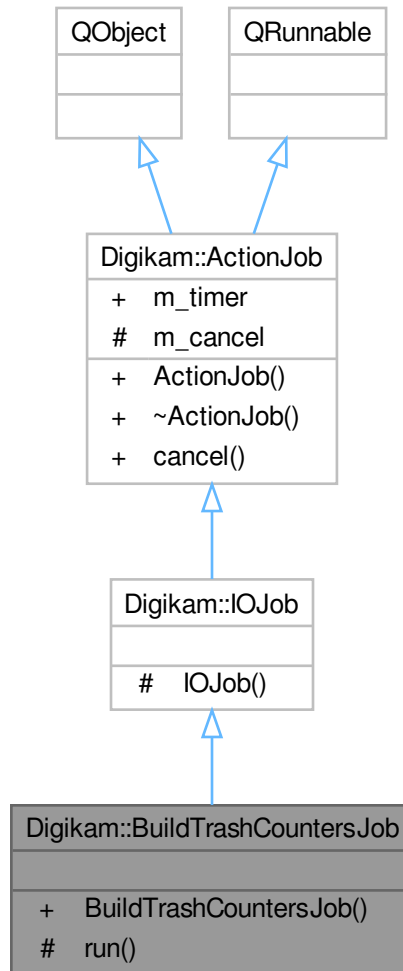 QObject
QRunnable
Digikam::ActionJob
+ m_timer
# m_cancel
+ ActionJob()
+ ~ActionJob()
+ cancel()
Digikam::IOJob
# IOJob()
Digikam::BuildTrashCountersJob
+ BuildTrashCountersJob()
# run()